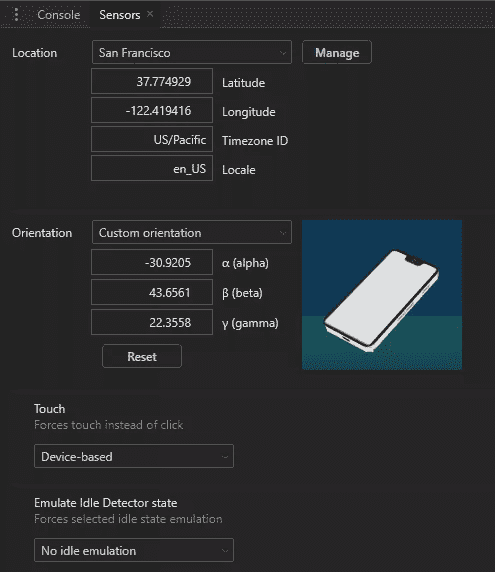 Console Sensors ×
Location San Francisco Manage
37.774929 Latitude
-122.419416 Longitude
US/Pacific Timezone ID
en_US Locale
Orientation Custom orientation
-30.9205 α (alpha)
43.6561 β (beta)
22.3558 γ (gamma)
Reset
Touch
Forces touch instead of click
Device-based
Emulate Idle Detector state
Forces selected idle state emulation
No idle emulation